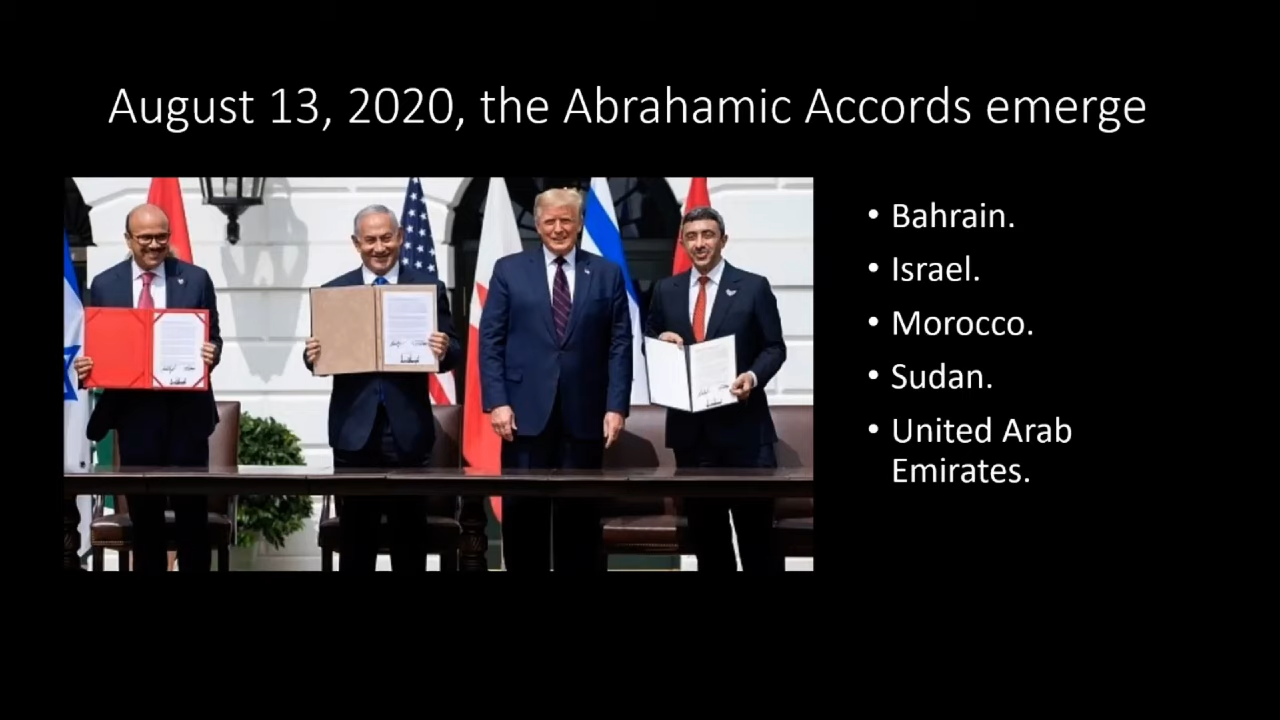 August 13, 2020, the Abrahamic Accords emerge
• Bahrain.
• Israel.
• Morocco.
• Sudan.
• United Arab
Emirates.